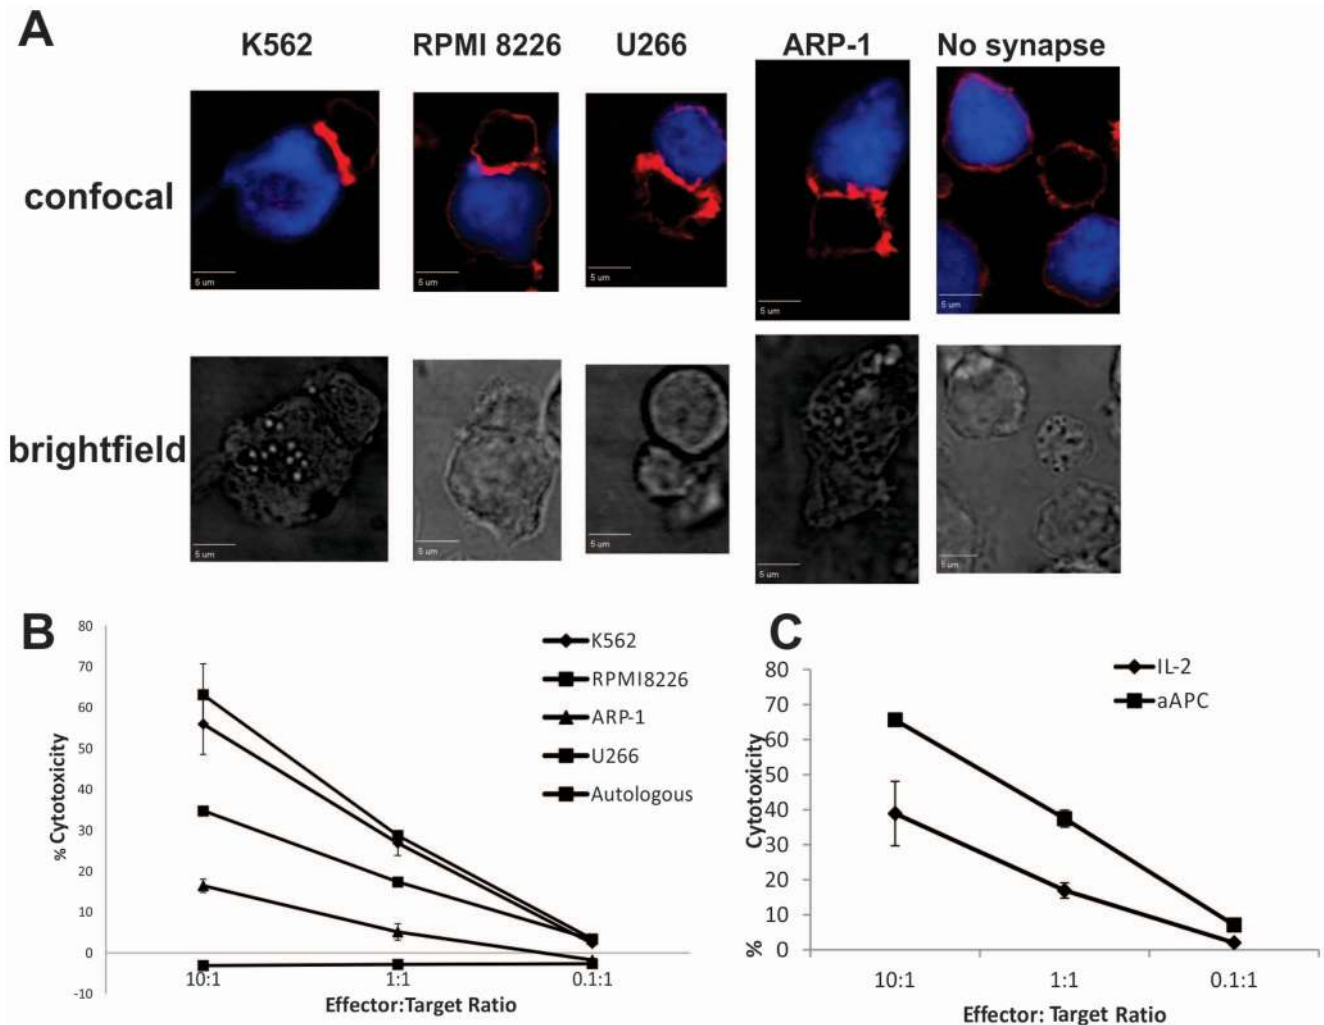 A
K562
RPMI 8226
U266
ARP-1
No synapse
confocal
5 um
5 um
5 um
5 um
5 um
brightfield
5 um
5 um
5 um
5 um
5 um
B
80
70
60
50
40
30
20
10
0
-10
% Cytotoxicity
10:1
1:1
0.1:1
Effector:Target Ratio
K562
RPMI8226
ARP-1
U266
Autologous
C
80
70
60
50
40
30
20
10
0
% Cytotoxicity
10:1
1:1
0.1:1
Effector: Target Ratio
IL-2
aAPC